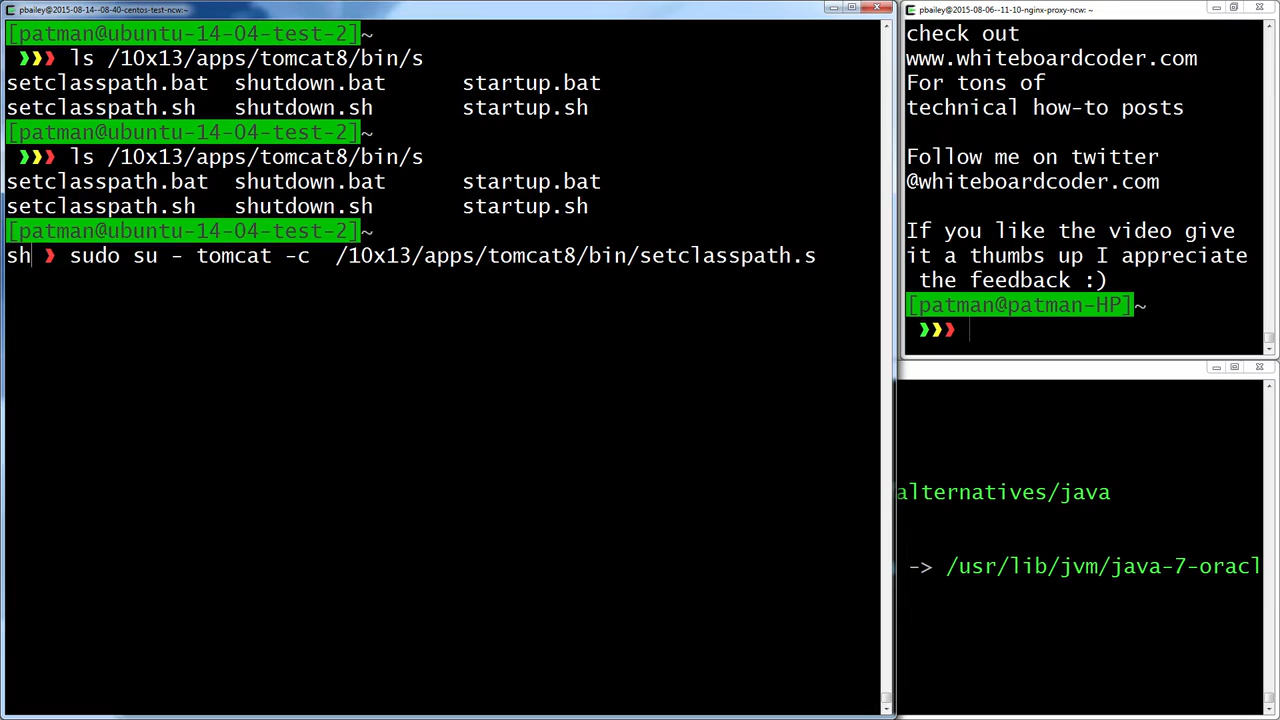 pbailey@2015-08-14--08-40-centos-test-ncw:~
[patman@ubuntu-14-04-test-2]~
❯❯❯ ls /10x13/apps/tomcat8/bin/s
setclasspath.bat shutdown.bat startup.bat
setclasspath.sh shutdown.sh startup.sh
[patman@ubuntu-14-04-test-2]~
❯❯❯ ls /10x13/apps/tomcat8/bin/s
setclasspath.bat shutdown.bat startup.bat
setclasspath.sh shutdown.sh startup.sh
[patman@ubuntu-14-04-test-2]~
sh ❯ sudo su - tomcat -c /10x13/apps/tomcat8/bin/setclasspath.s
pbailey@2015-08-06--11-10-nginx-proxy-ncw: ~
check out
www.whiteboardcoder.com
For tons of
technical how-to posts
Follow me on twitter
@whiteboardcoder.com
If you like the video give
it a thumbs up I appreciate
the feedback :)
[patman@patman-HP]~
❯❯❯
alternatives/java
-> /usr/lib/jvm/java-7-oracl